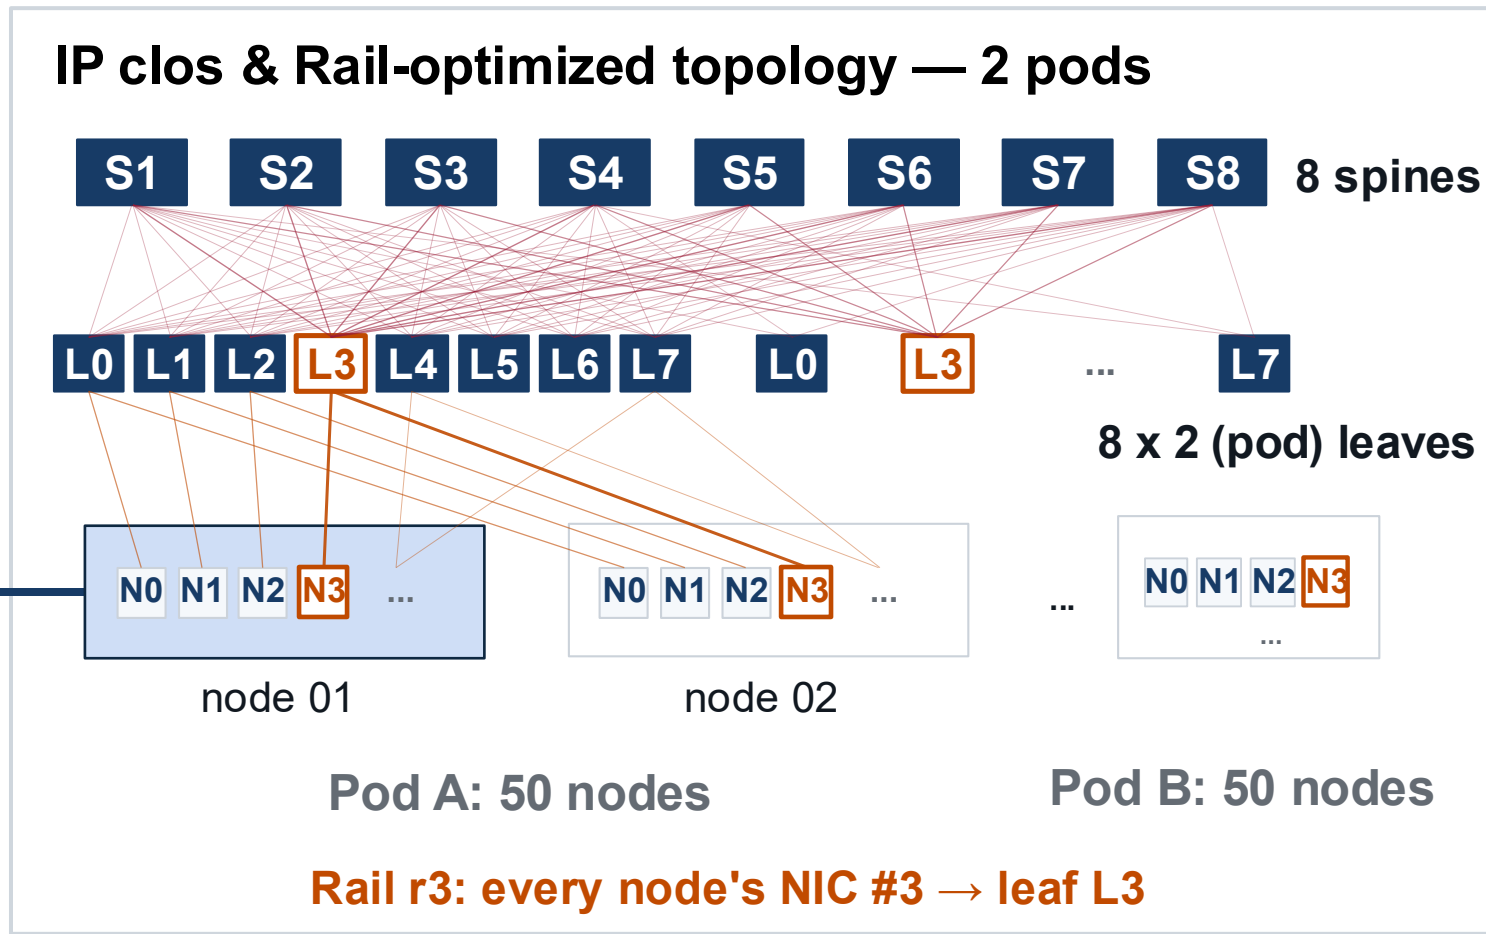 IP clos & Rail-optimized topology — 2 pods
S1 S2 S3 S4 S5 S6 S7 S8 8 spines
L0 L1 L2 L3 L4 L5 L6 L7 L0 L3 ... L7
8 x 2 (pod) leaves
N0 N1 N2 N3 ... N0 N1 N2 N3 ... ... N0 N1 N2 N3
...
node 01 node 02
Pod A: 50 nodes Pod B: 50 nodes
Rail r3: every node's NIC #3 → leaf L3